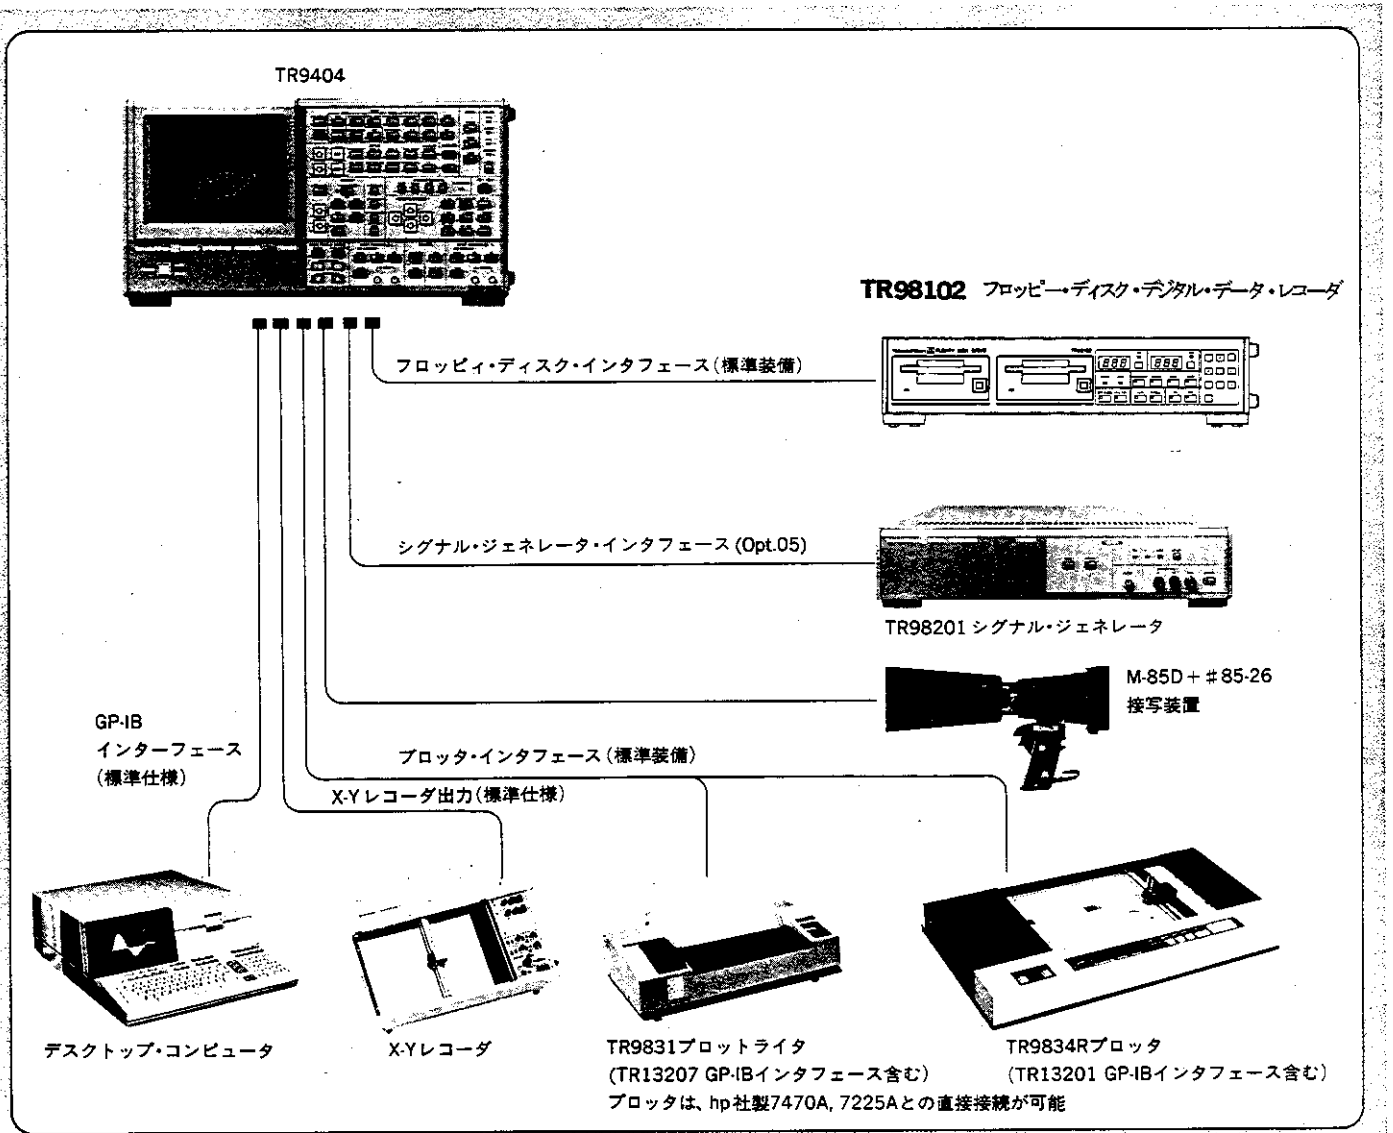 TR9404
TR98102 フロッピー・ディスク・デジタル・データ・レコーダ
フロッピィ・ディスク・インタフェース(標準装備)
シグナル・ジェネレータ・インタフェース(Opt.05)
TR98201 シグナル・ジェネレータ
M-85D+#85-26
接写装置
GP-IB
インターフェース
(標準仕様)
プロッタ・インタフェース(標準装備)
X-Yレコーダ出力(標準仕様)
デスクトップ・コンピュータ
X-Yレコーダ
TR9831プロットライタ
(TR13207 GP-IBインタフェース含む)
TR9834Rプロッタ
(TR13201 GP-IBインタフェース含む)
プロッタは、hp社製7470A, 7225Aとの直接接続が可能